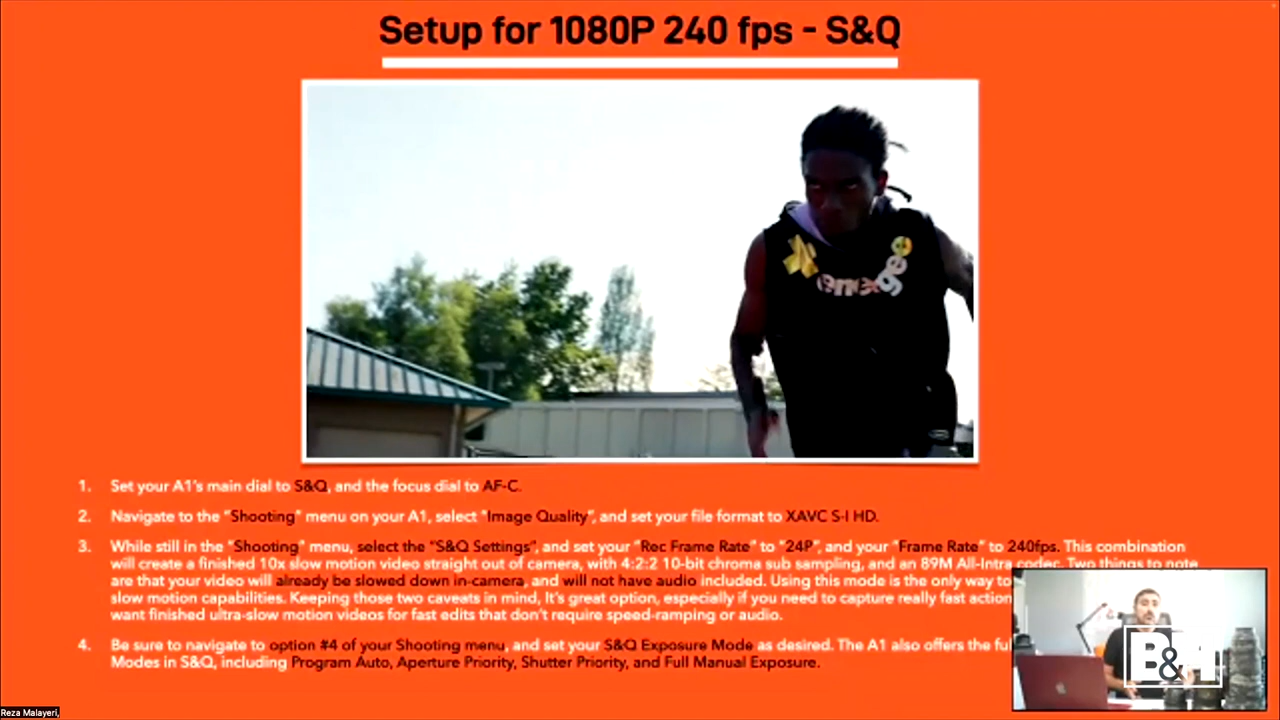 Setup for 1080P 240 fps - S&Q
energee
1. Set your A1's main dial to S&Q, and the focus dial to AF-C.
2. Navigate to the "Shooting" menu on your A1, select "Image Quality", and set your file format to XAVC S-I HD.
3. While still in the "Shooting" menu, select the "S&Q Settings", and set your "Rec Frame Rate" to "24P", and your "Frame Rate" to 240fps. This combination
will create a finished 10x slow motion video straight out of camera, with 4:2:2 10-bit chroma sub sampling, and an 89M All-Intra codec. Two things to note
are that your video will already be slowed down in-camera, and will not have audio included. Using this mode is the only way to
slow motion capabilities. Keeping those two caveats in mind, It's great option, especially if you need to capture really fast action
want finished ultra-slow motion videos for fast edits that don't require speed-ramping or audio.
4. Be sure to navigate to option #4 of your Shooting menu, and set your S&Q Exposure Mode as desired. The A1 also offers the
Modes in S&Q, including Program Auto, Aperture Priority, Shutter Priority, and Full Manual Exposure.
B&H
Reza Malayeri,